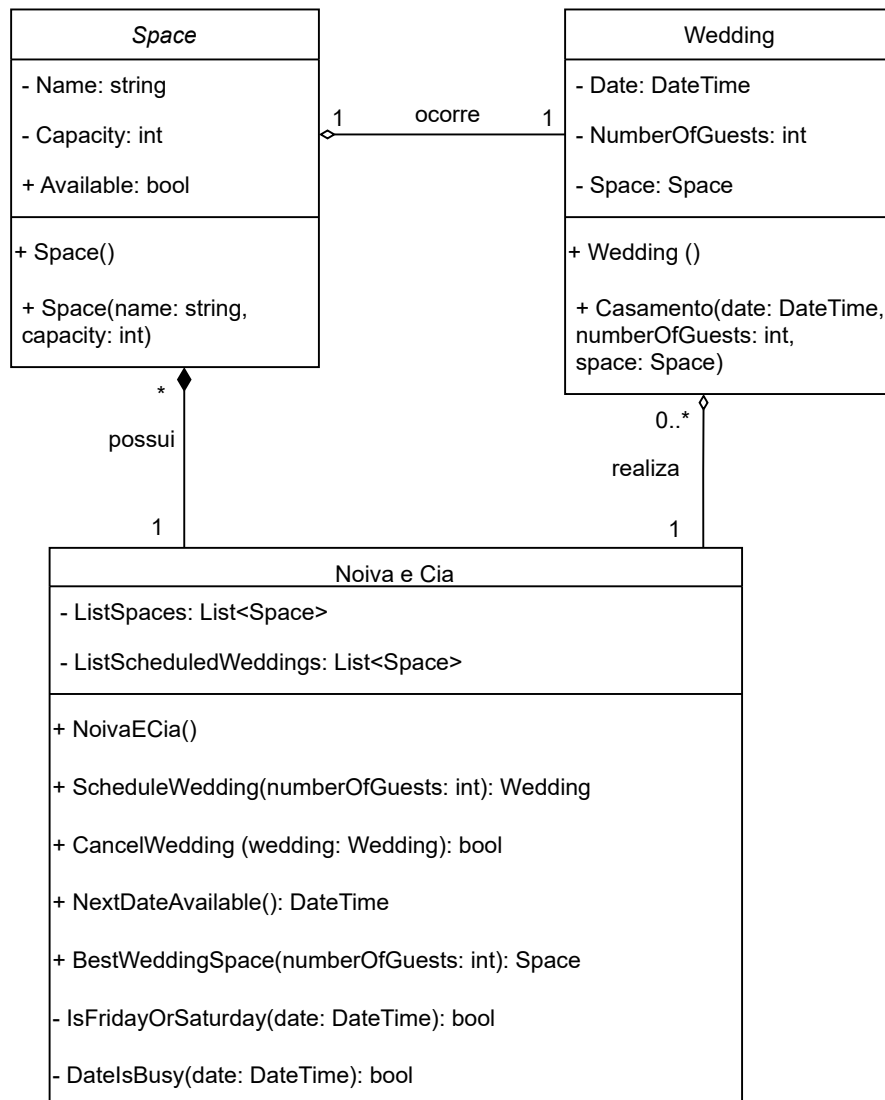 Space
- Name: string
- Capacity: int
+ Available: bool
+ Space()
+ Space(name: string,
capacity: int)
1
ocorre
1
Wedding
- Date: DateTime
- NumberOfGuests: int
- Space: Space
+ Wedding ()
+ Casamento(date: DateTime,
numberOfGuests: int,
space: Space)
*
possui
1
0..*
realiza
1
Noiva e Cia
- ListSpaces: List<Space>
- ListScheduledWeddings: List<Space>
+ NoivaECia()
+ ScheduleWedding(numberOfGuests: int): Wedding
+ CancelWedding (wedding: Wedding): bool
+ NextDateAvailable(): DateTime
+ BestWeddingSpace(numberOfGuests: int): Space
- IsFridayOrSaturday(date: DateTime): bool
- DateIsBusy(date: DateTime): bool